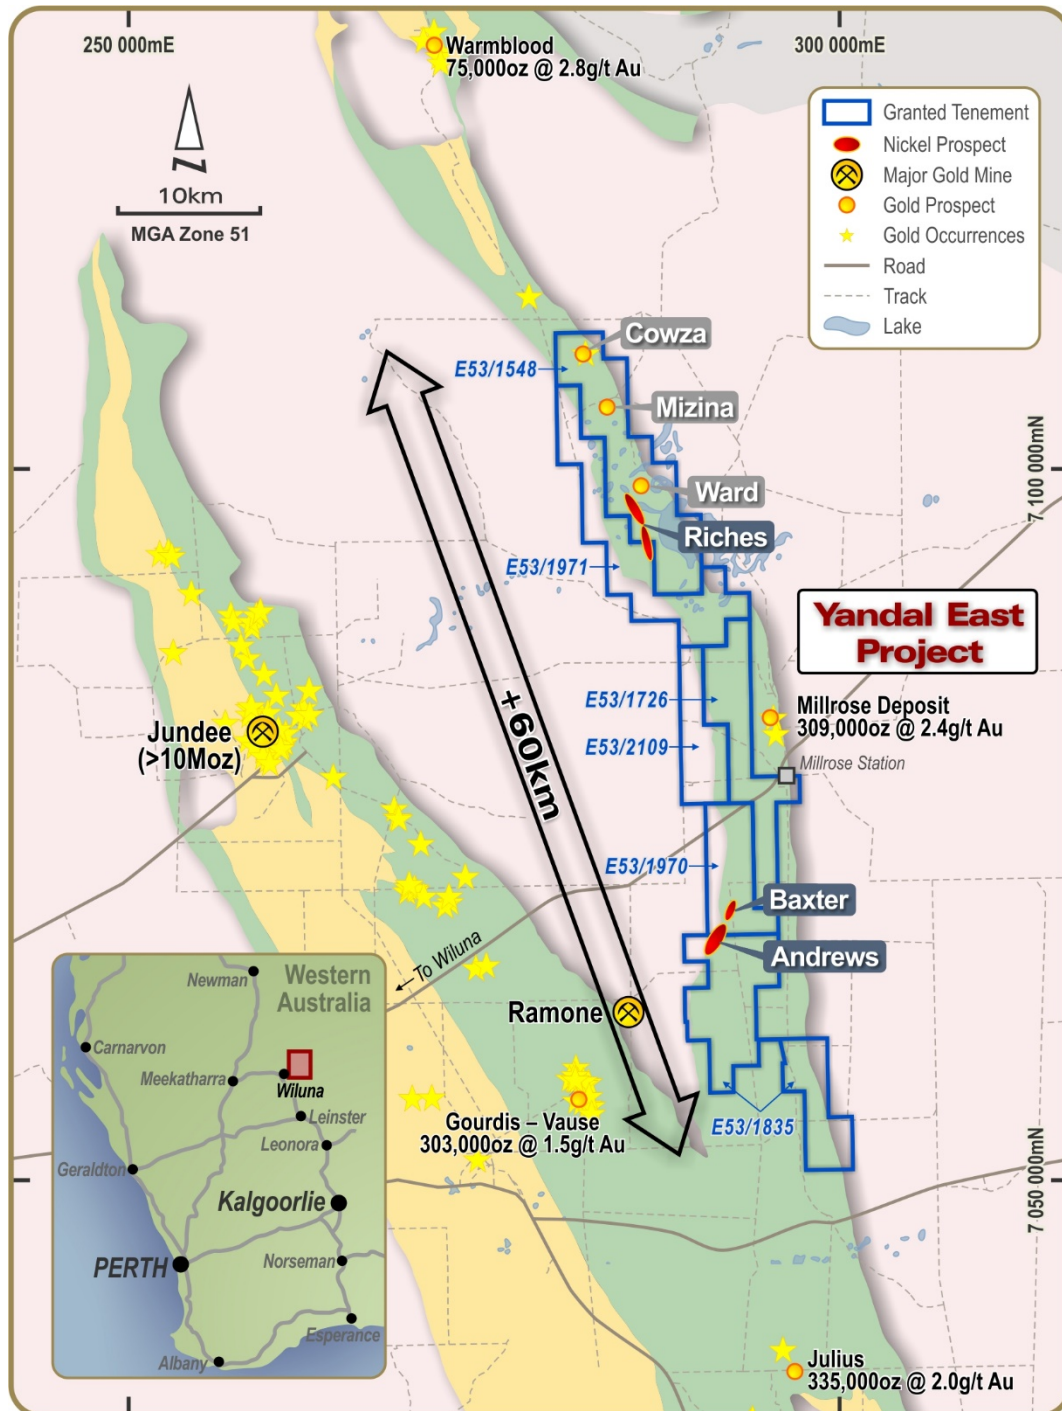 250 000mE
300 000mE
Warmblood
75,000oz @ 2.8g/t Au
N
10km
MGA Zone 51
Granted Tenement
Nickel Prospect
Major Gold Mine
Gold Prospect
Gold Occurrences
Road
Track
Lake
Cowza
E53/1548
Mizina
7 100 000mN
Ward
Riches
E53/1971
Yandal East
Project
E53/1726
Millrose Deposit
309,000oz @ 2.4g/t Au
Jundee
(>10Moz)
E53/2109
Millrose Station
+60km
E53/1970
Baxter
Andrews
To Wiluna
Ramone
Gourdis – Vause
303,000oz @ 1.5g/t Au
E53/1835
7 050 000mN
Western
Australia
Newman
Carnarvon
Meekatharra
Wiluna
Leinster
Leonora
Geraldton
Kalgoorlie
PERTH
Norseman
Esperance
Albany
Julius
335,000oz @ 2.0g/t Au